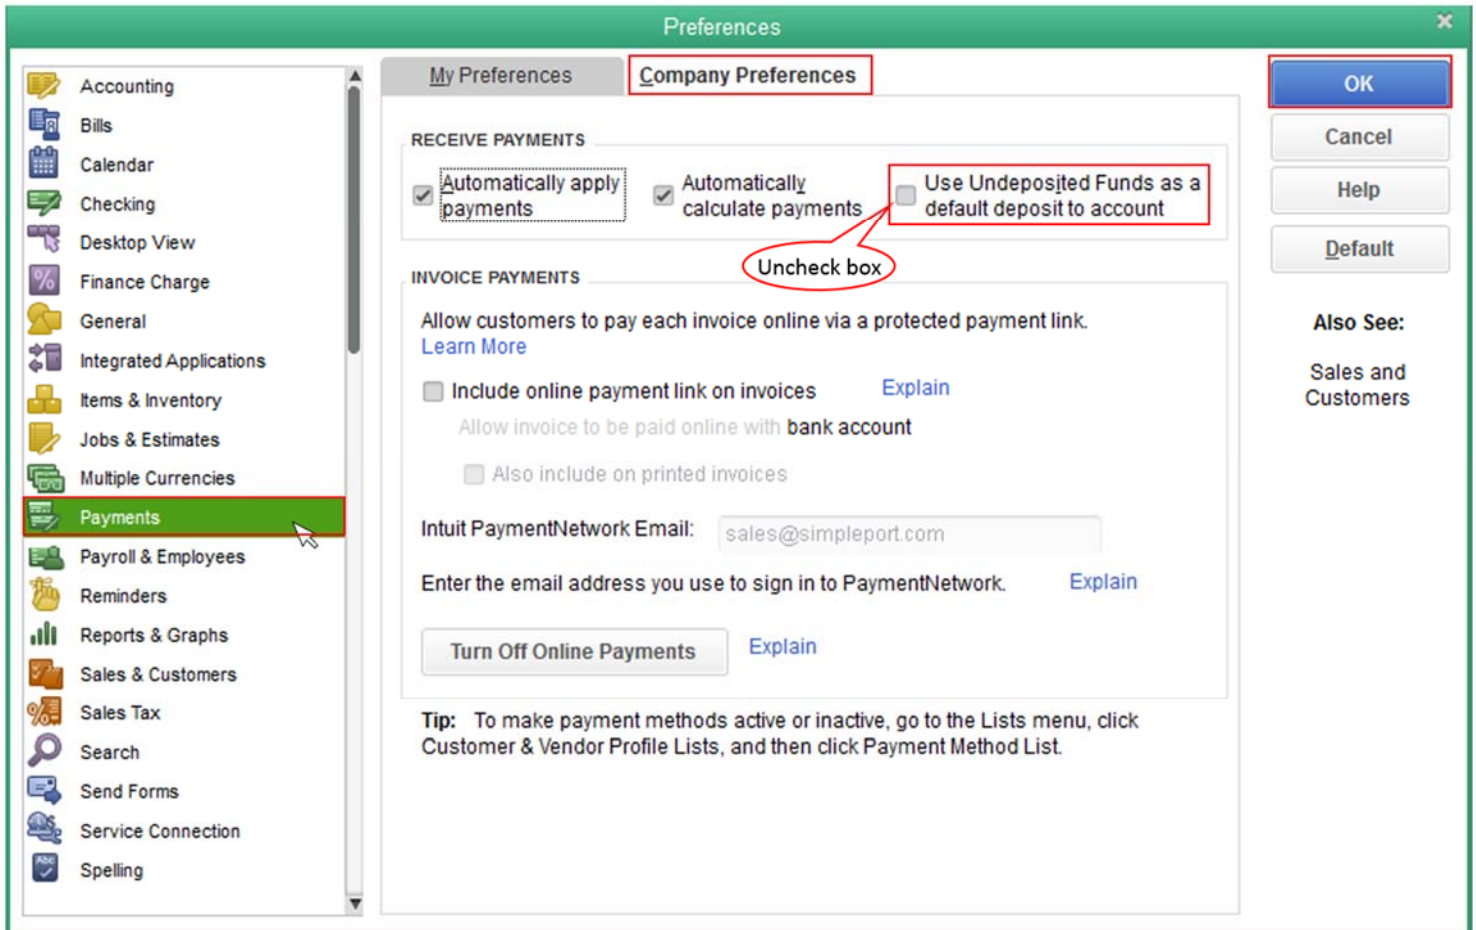 Preferences
Accounting
Bills
Calendar
Checking
Desktop View
Finance Charge
General
Integrated Applications
Items & Inventory
Jobs & Estimates
Multiple Currencies
Payments
Payroll & Employees
Reminders
Reports & Graphs
Sales & Customers
Sales Tax
Search
Send Forms
Service Connection
Abc
Spelling
My Preferences
Company Preferences
RECEIVE PAYMENTS
Automatically apply
payments
Automatically
calculate payments
Use Undeposited Funds as a
default deposit to account
Uncheck box
INVOICE PAYMENTS
Allow customers to pay each invoice online via a protected payment link.
Learn More
Include online payment link on invoices
Explain
Allow invoice to be paid online with bank account
Also include on printed invoices
Intuit PaymentNetwork Email:
sales@simpleport.com
Enter the email address you use to sign in to PaymentNetwork.
Explain
Turn Off Online Payments
Explain
Tip: To make payment methods active or inactive, go to the Lists menu, click
Customer & Vendor Profile Lists, and then click Payment Method List.
OK
Cancel
Help
Default
Also See:
Sales and
Customers